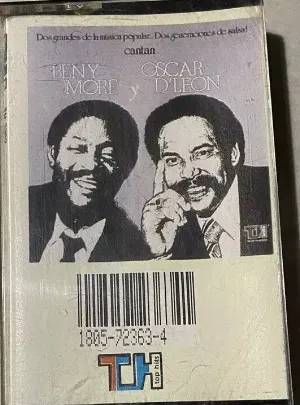 Dos grandes de la música popular. Dos generaciones de salsa!
cantan
BENY
MORE
y
OSCAR
D'LEON
TH
1805-72363-4
TH
top hits